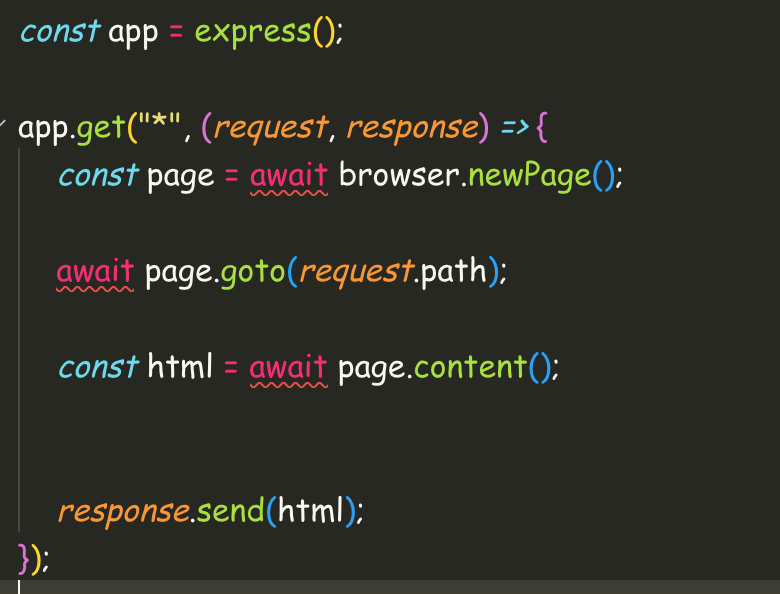 const app = express();
app.get("*", (request, response) => {
const page = await browser.newPage();
await page.goto(request.path);
const html = await page.content();
response.send(html);
});